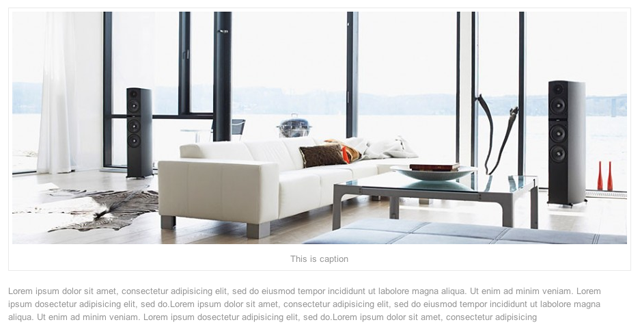 This is caption
Lorem ipsum dolor sit amet, consectetur adipisicing elit, sed do eiusmod tempor incididunt ut labolore magna aliqua. Ut enim ad minim veniam. Lorem
ipsum dosectetur adipisicing elit, sed do.Lorem ipsum dolor sit amet, consectetur adipisicing elit, sed do eiusmod tempor incididunt ut labolore magna
aliqua. Ut enim ad minim veniam. Lorem ipsum dosectetur adipisicing elit, sed do.Lorem ipsum dolor sit amet, consectetur adipisicing